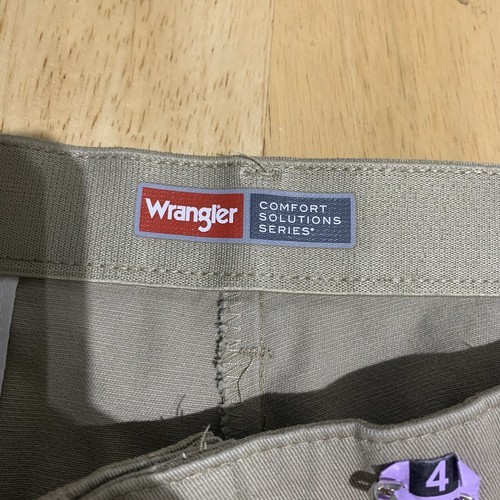 Wrangler
COMFORT
SOLUTIONS
SERIES®
4